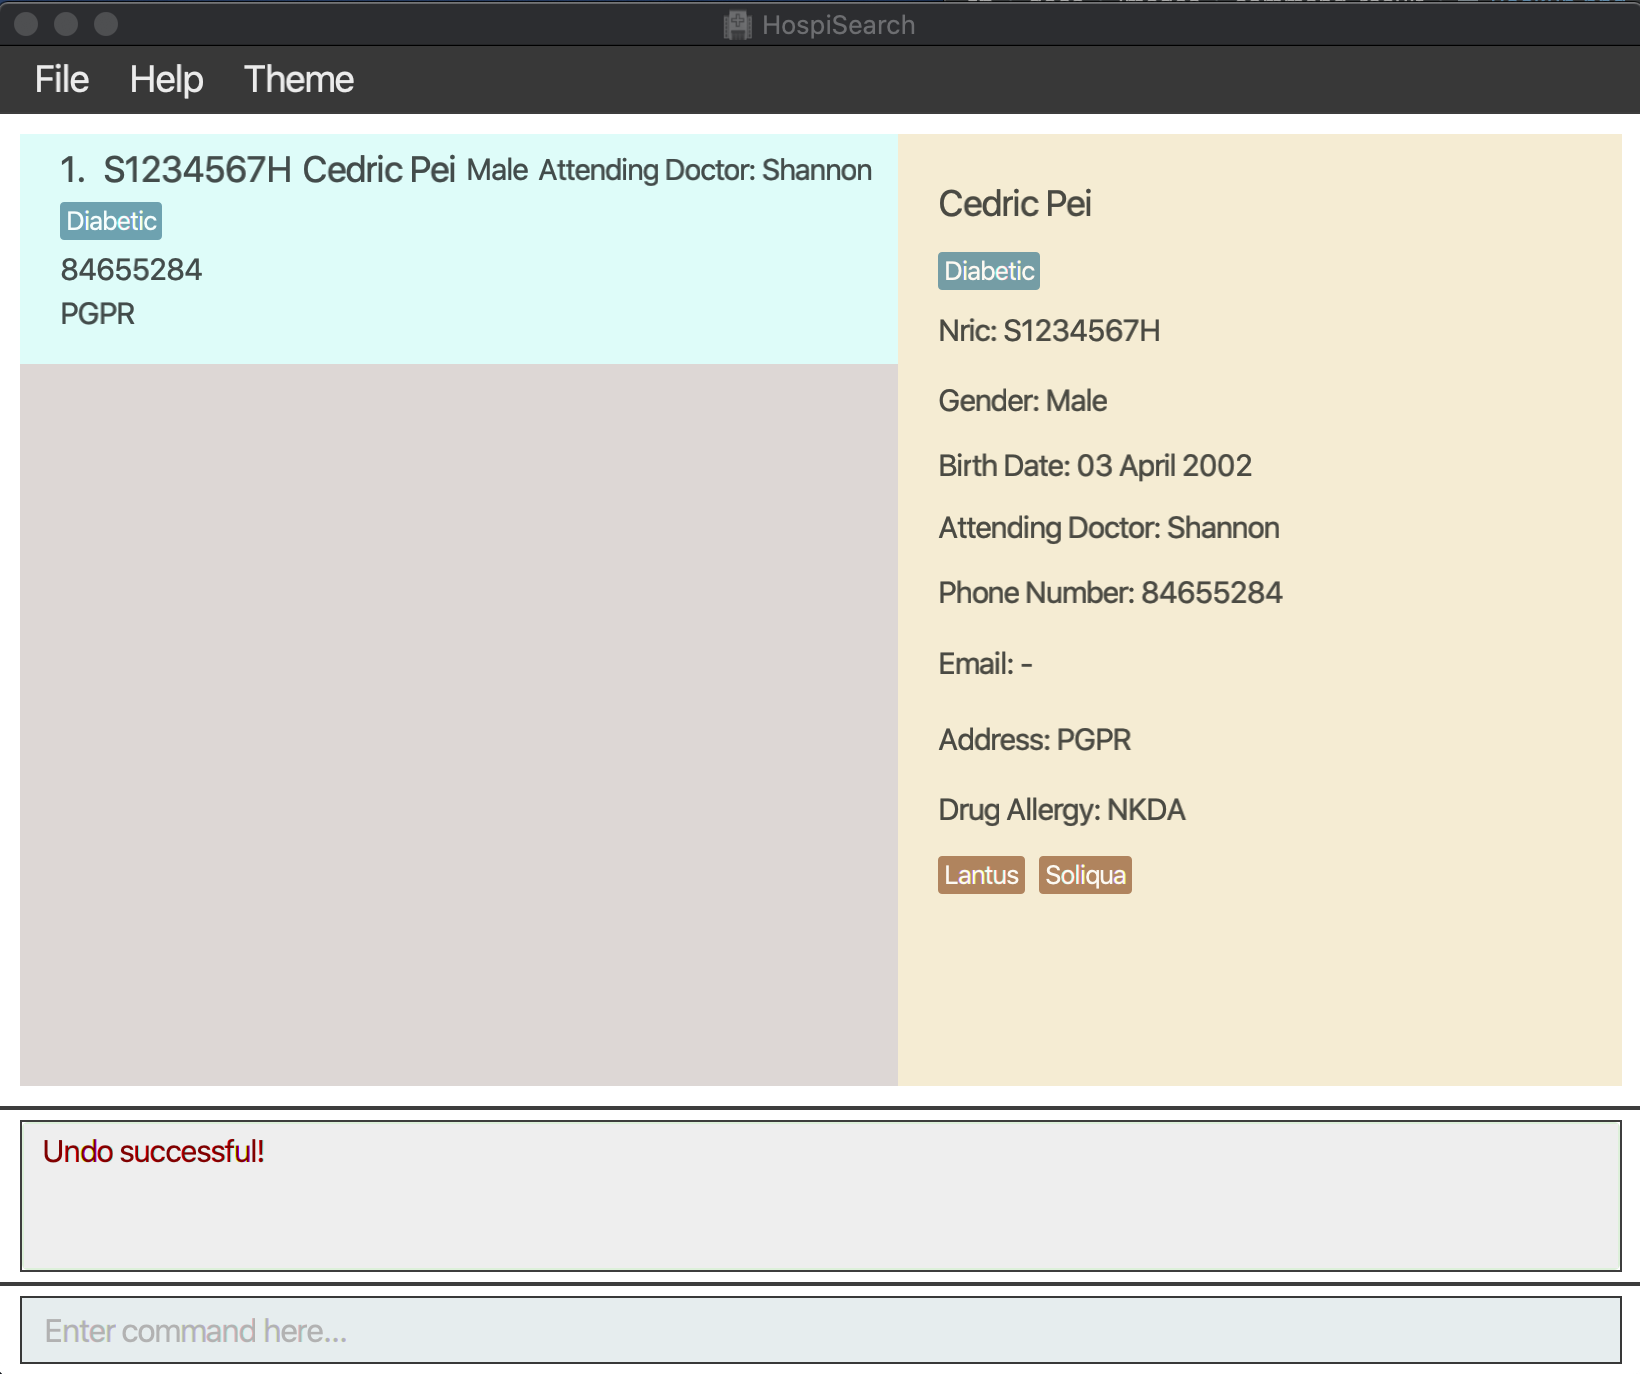 HospiSearch
File Help Theme
1. S1234567H Cedric Pei Male Attending Doctor: Shannon
Diabetic
84655284
PGPR
Cedric Pei
Diabetic
Nric: S1234567H
Gender: Male
Birth Date: 03 April 2002
Attending Doctor: Shannon
Phone Number: 84655284
Email: -
Address: PGPR
Drug Allergy: NKDA
Lantus Soliqua
Undo successful!
Enter command here...